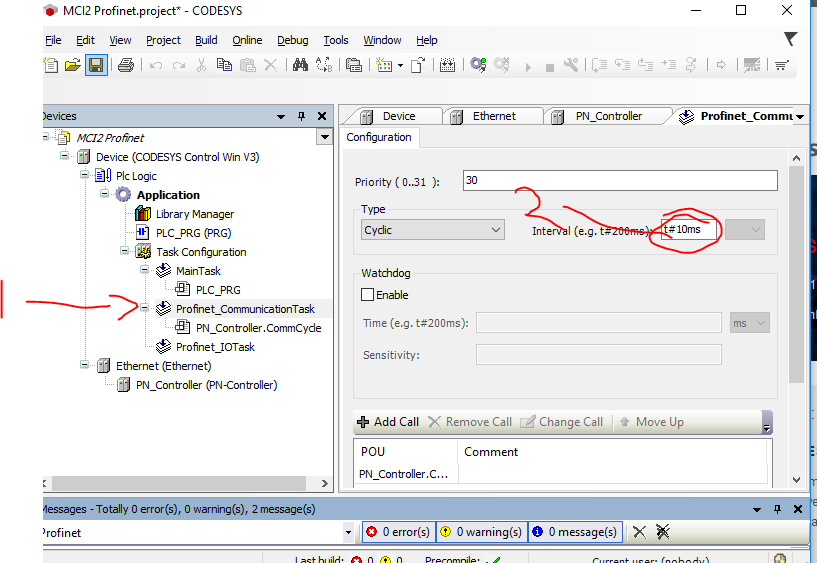 MCI2 Profinet.project* - CODESYS
File Edit View Project Build Online Debug Tools Window Help
Devices
MCI2 Profinet
Device (CODESYS Control Win V3)
Plc Logic
Application
Library Manager
PLC_PRG (PRG)
Task Configuration
MainTask
PLC_PRG
Profinet_CommunicationTask
PN_Controller.CommCycle
Profinet_IOTask
Ethernet (Ethernet)
PN_Controller (PN-Controller)
1
Device Ethernet PN_Controller Profinet_Commu
Configuration
Priority ( 0..31 ): 30
2
Type
Cyclic Interval (e.g. t#200ms): t#10ms
Watchdog
Enable
Time (e.g. t#200ms): ms
Sensitivity:
Add Call Remove Call Change Call Move Up
POU Comment
PN_Controller.C...
Messages - Totally 0 error(s), 0 warning(s), 2 message(s)
Profinet 0 error(s) 0 warning(s) 0 message(s)
Last build: 0 0 Precompile: Current user: (nobody)